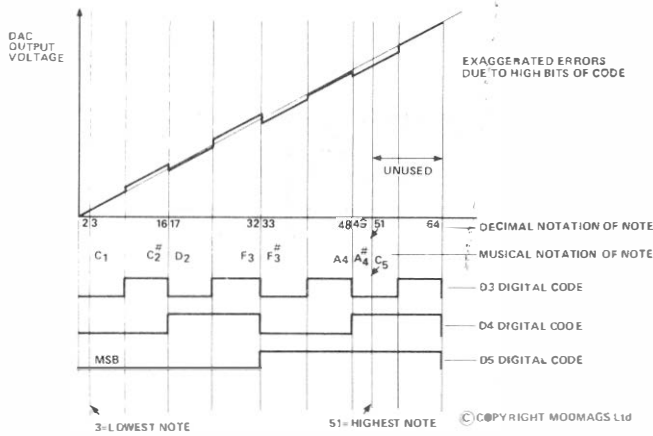 DAC
OUTPUT
VOLTAGE
EXAGGERATED ERRORS
DUE TO HIGH BITS OF CODE
UNUSED
2 3 16 17 32 33 48 49 51 64 DECIMAL NOTATION OF NOTE
C1 C#2 D2 F3 F#3 A4 A#4 C5 MUSICAL NOTATION OF NOTE
D3 DIGITAL CODE
D4 DIGITAL CODE
MSB D5 DIGITAL CODE
3=LOWEST NOTE 51= HIGHEST NOTE © COPYRIGHT MODMAGS Ltd